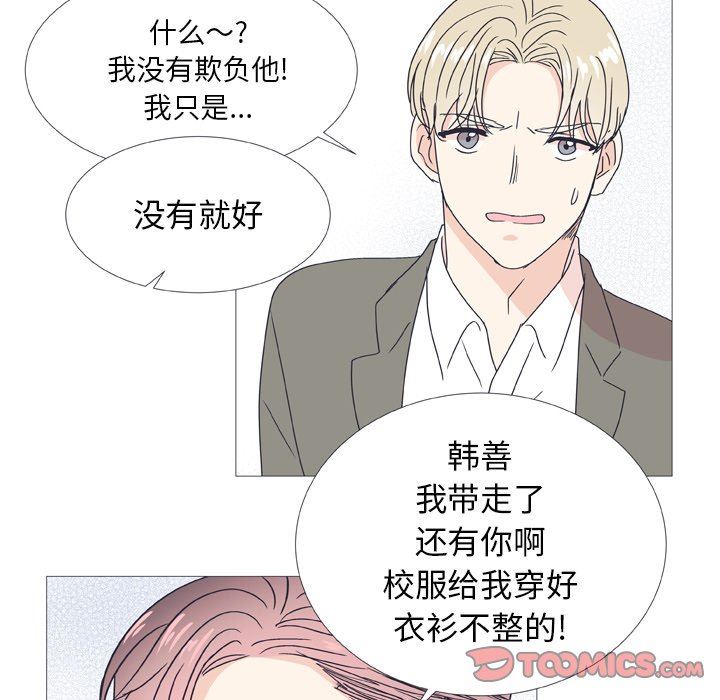 什么～?
我没有欺负他!
我只是...
没有就好
韩善
我带走了
还有你啊
校服给我穿好
衣衫不整的!
TOOMICS.COM